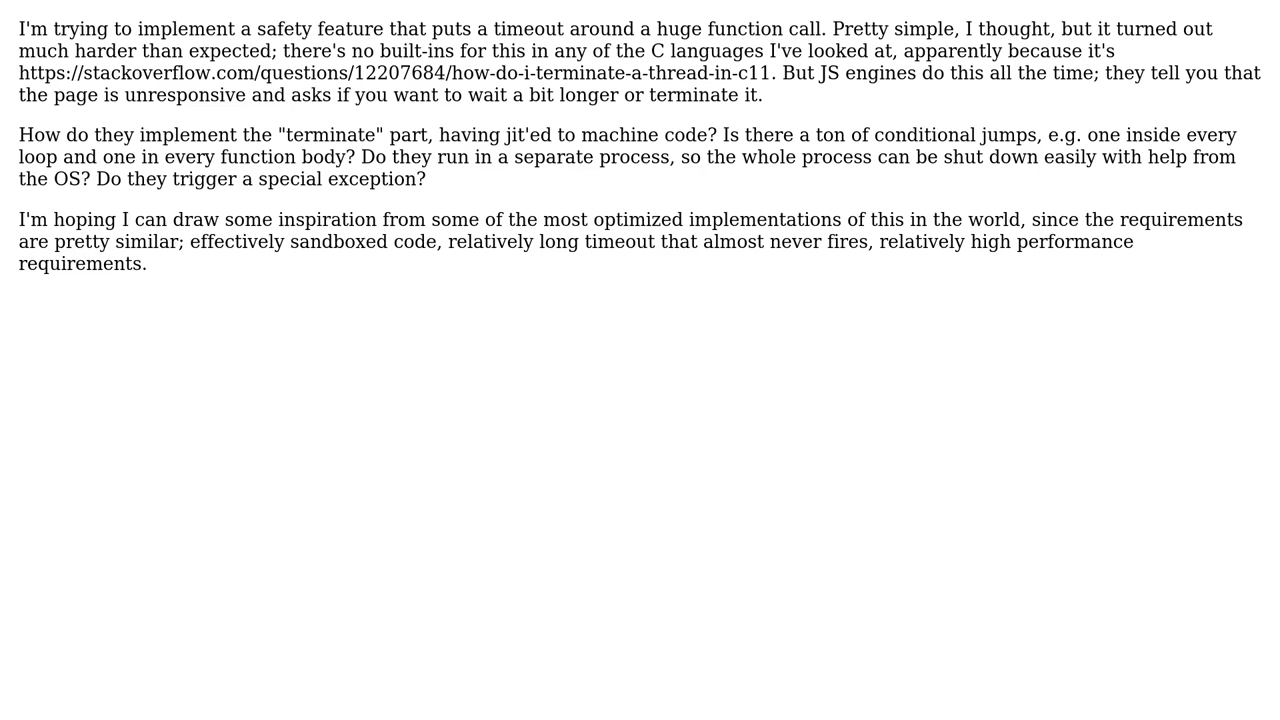 I'm trying to implement a safety feature that puts a timeout around a huge function call. Pretty simple, I thought, but it turned out
much harder than expected; there's no built-ins for this in any of the C languages I've looked at, apparently because it's
https://stackoverflow.com/questions/12207684/how-do-i-terminate-a-thread-in-c11. But JS engines do this all the time; they tell you that
the page is unresponsive and asks if you want to wait a bit longer or terminate it.
How do they implement the "terminate" part, having jit'ed to machine code? Is there a ton of conditional jumps, e.g. one inside every
loop and one in every function body? Do they run in a separate process, so the whole process can be shut down easily with help from
the OS? Do they trigger a special exception?
I'm hoping I can draw some inspiration from some of the most optimized implementations of this in the world, since the requirements
are pretty similar; effectively sandboxed code, relatively long timeout that almost never fires, relatively high performance
requirements.